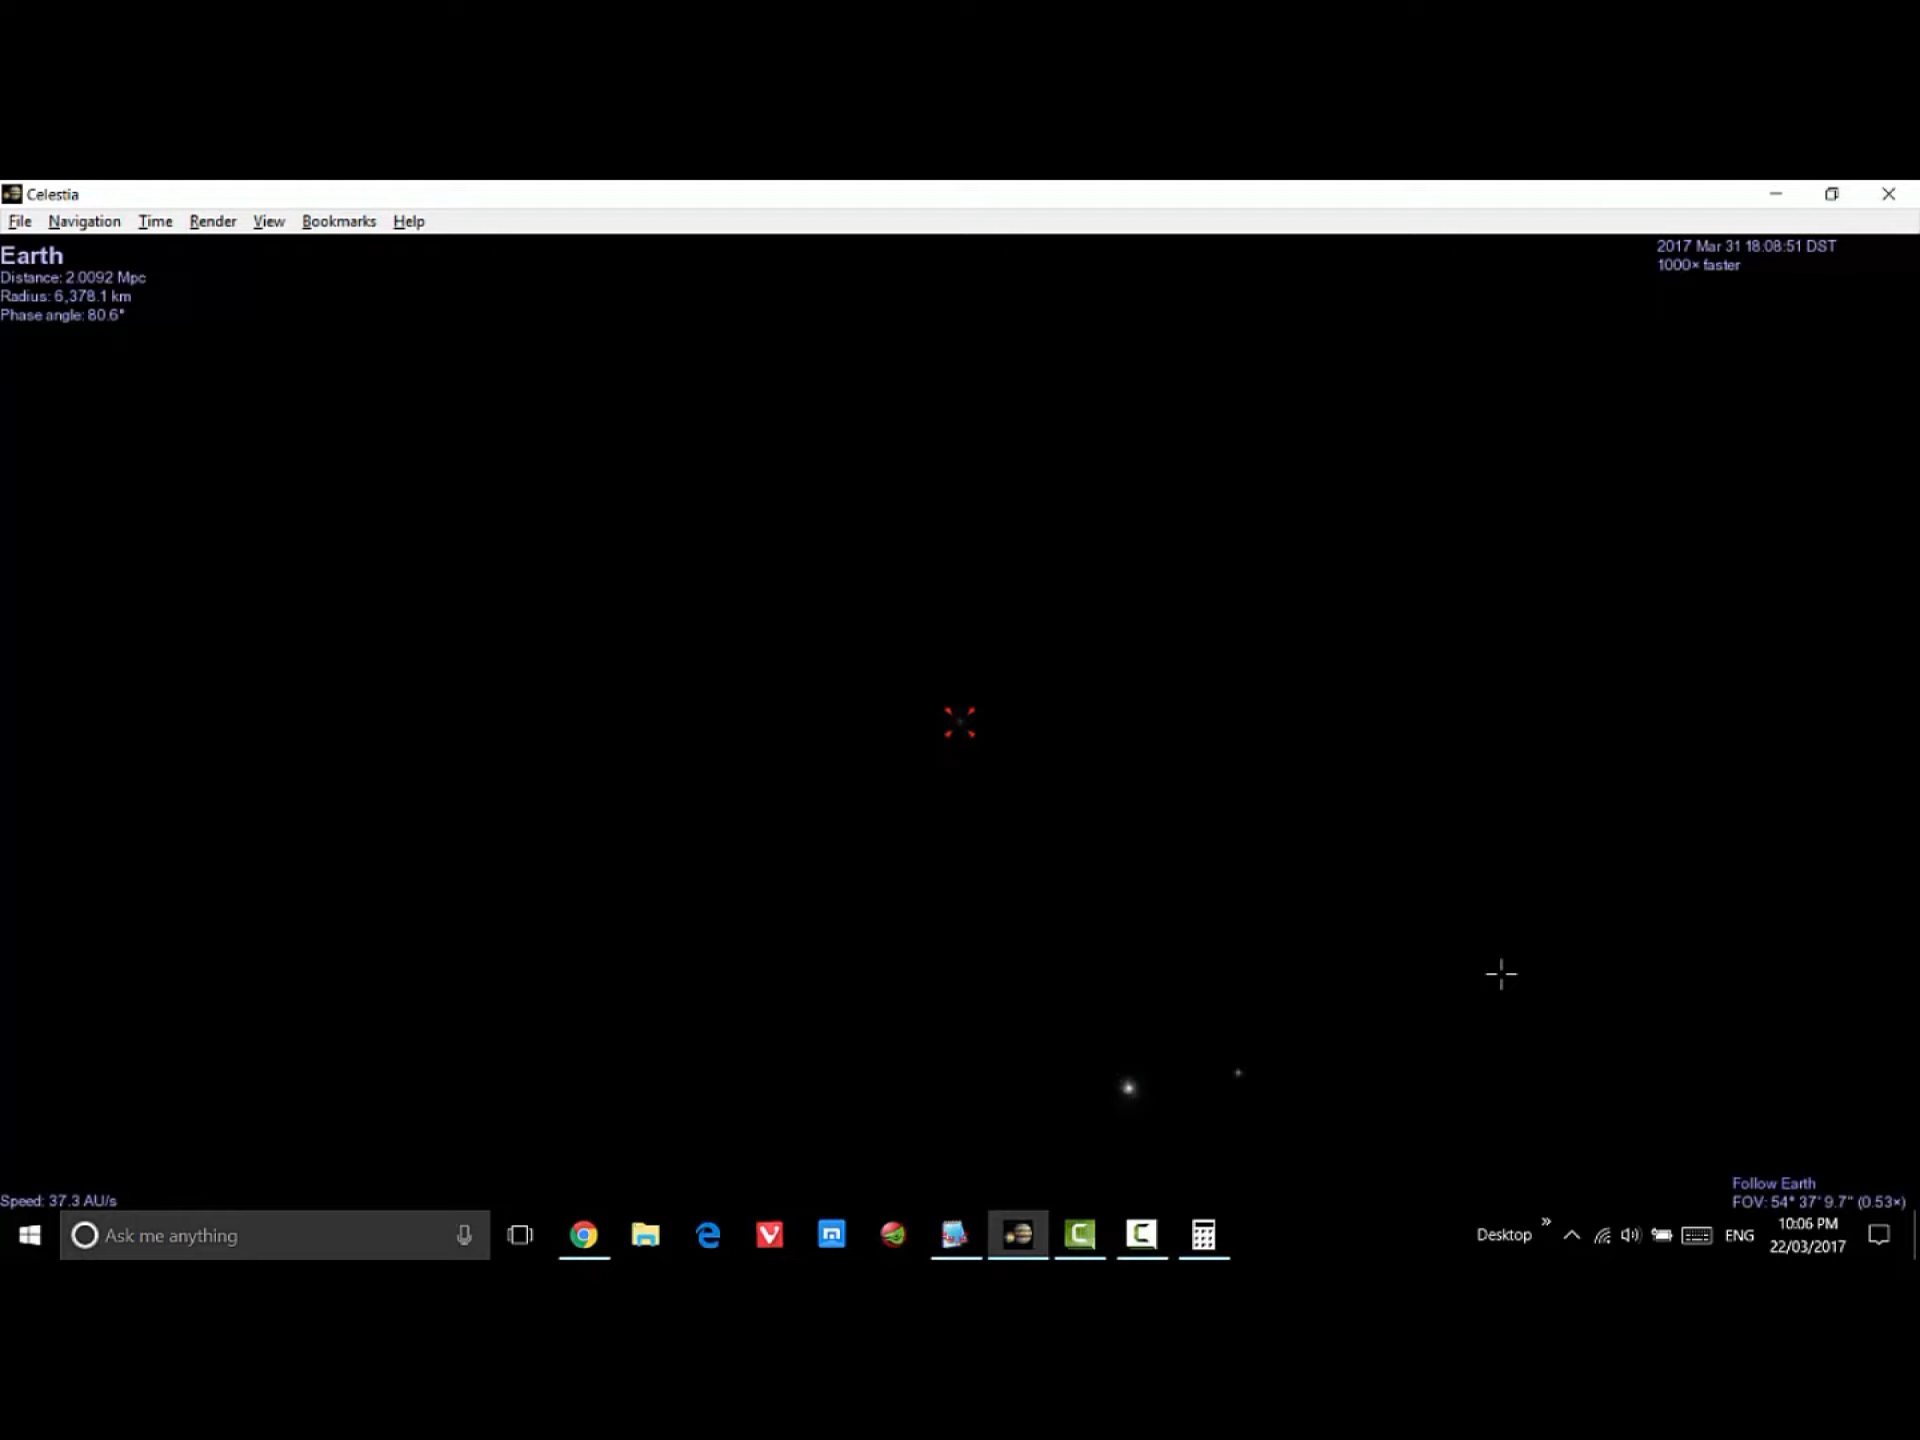 Celestia
File Navigation Time Render View Bookmarks Help
Earth
Distance: 2.0092 Mpc
Radius: 6,378.1 km
Phase angle: 80.6°
2017 Mar 31 18:08:51 DST
1000× faster
Speed: 37.3 AU/s
Follow Earth
FOV: 54° 37' 9.7" (0.53×)
Ask me anything
Desktop
ENG
10:06 PM
22/03/2017